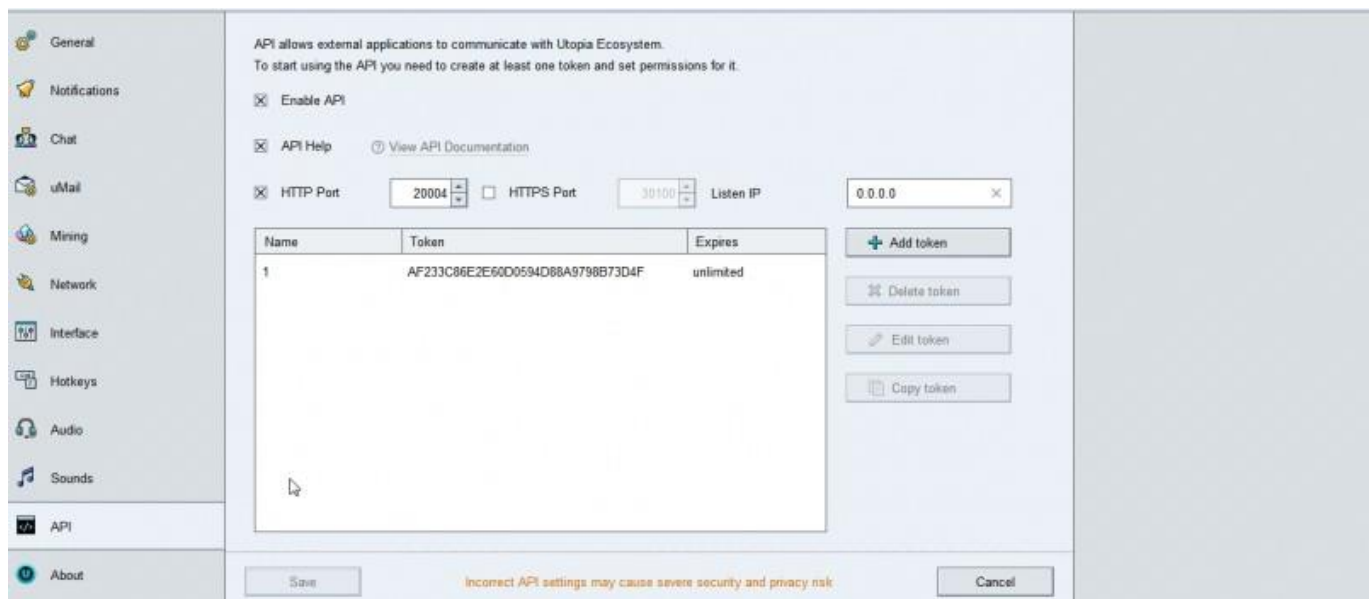 General
Notifications
Chat
uMail
Mining
Network
Interface
Hotkeys
Audio
Sounds
API
About
API allows external applications to communicate with Utopia Ecosystem.
To start using the API you need to create at least one token and set permissions for it.
Enable API
API Help View API Documentation
HTTP Port 20004 HTTPS Port 30100 Listen IP 0.0.0.0
Name Token Expires
1 AF233C86E2E60D0594D88A9798B73D4F unlimited
Add token
Delete token
Edit token
Copy token
Save Incorrect API settings may cause severe security and privacy risk Cancel